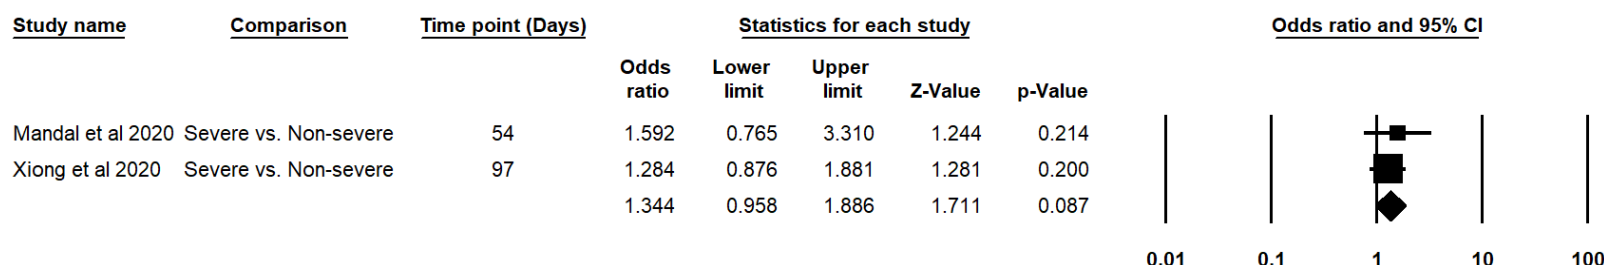 Study name Comparison Time point (Days) Statistics for each study Odds ratio and 95% CI
Odds Lower Upper
ratio limit limit Z-Value p-Value
Mandal et al 2020 Severe vs. Non-severe 54 1.592 0.765 3.310 1.244 0.214
Xiong et al 2020 Severe vs. Non-severe 97 1.284 0.876 1.881 1.281 0.200
1.344 0.958 1.886 1.711 0.087
0.01 0.1 1 10 100